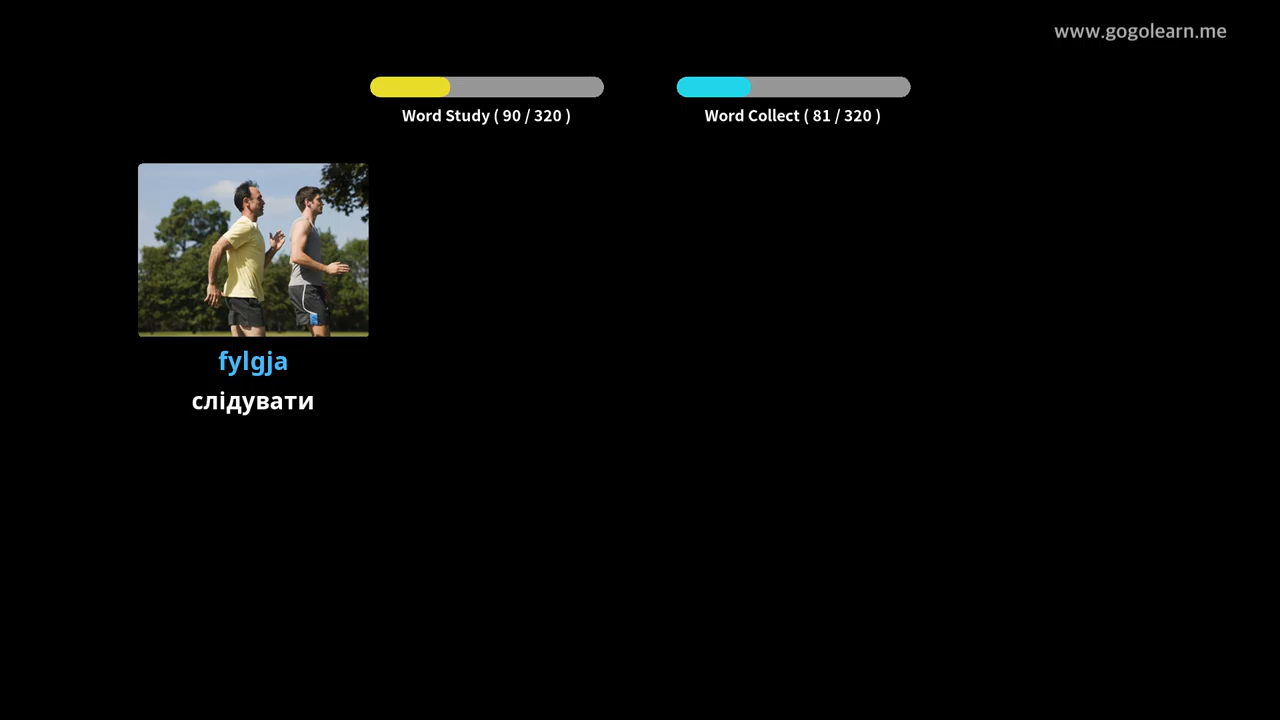 www.gogolearn.me
Word Study ( 90 / 320 )
Word Collect ( 81 / 320 )
fylgja
слідувати